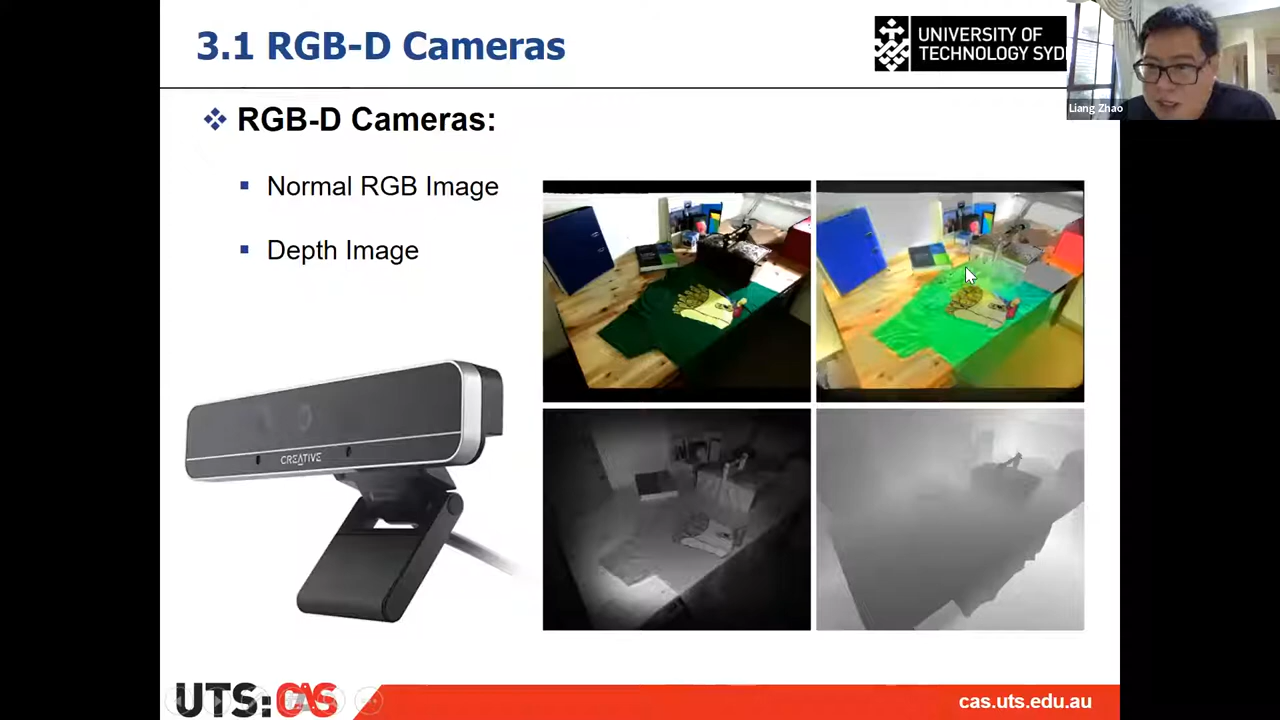 3.1 RGB-D Cameras
UNIVERSITY OF
TECHNOLOGY SYD
Liang Zhao
RGB-D Cameras:
Normal RGB Image
Depth Image
CREATIVE
UTS:CAS
cas.uts.edu.au